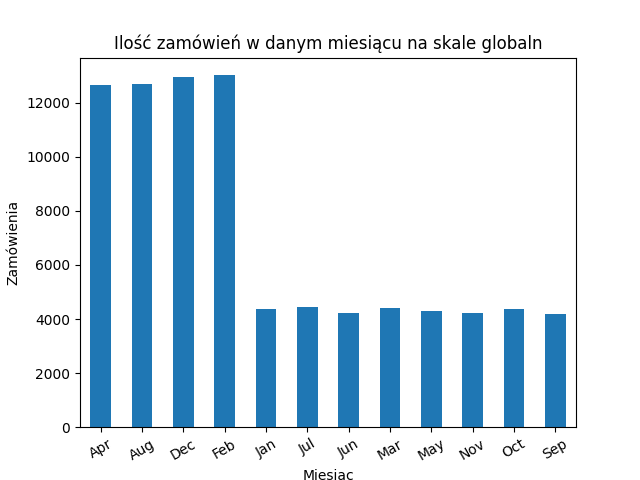 Ilość zamówień w danym miesiącu na skale globaln
Zamówienia
12000
10000
8000
6000
4000
2000
0
Apr Aug Dec Feb Jan Jul Jun Mar May Nov Oct Sep
Miesiac